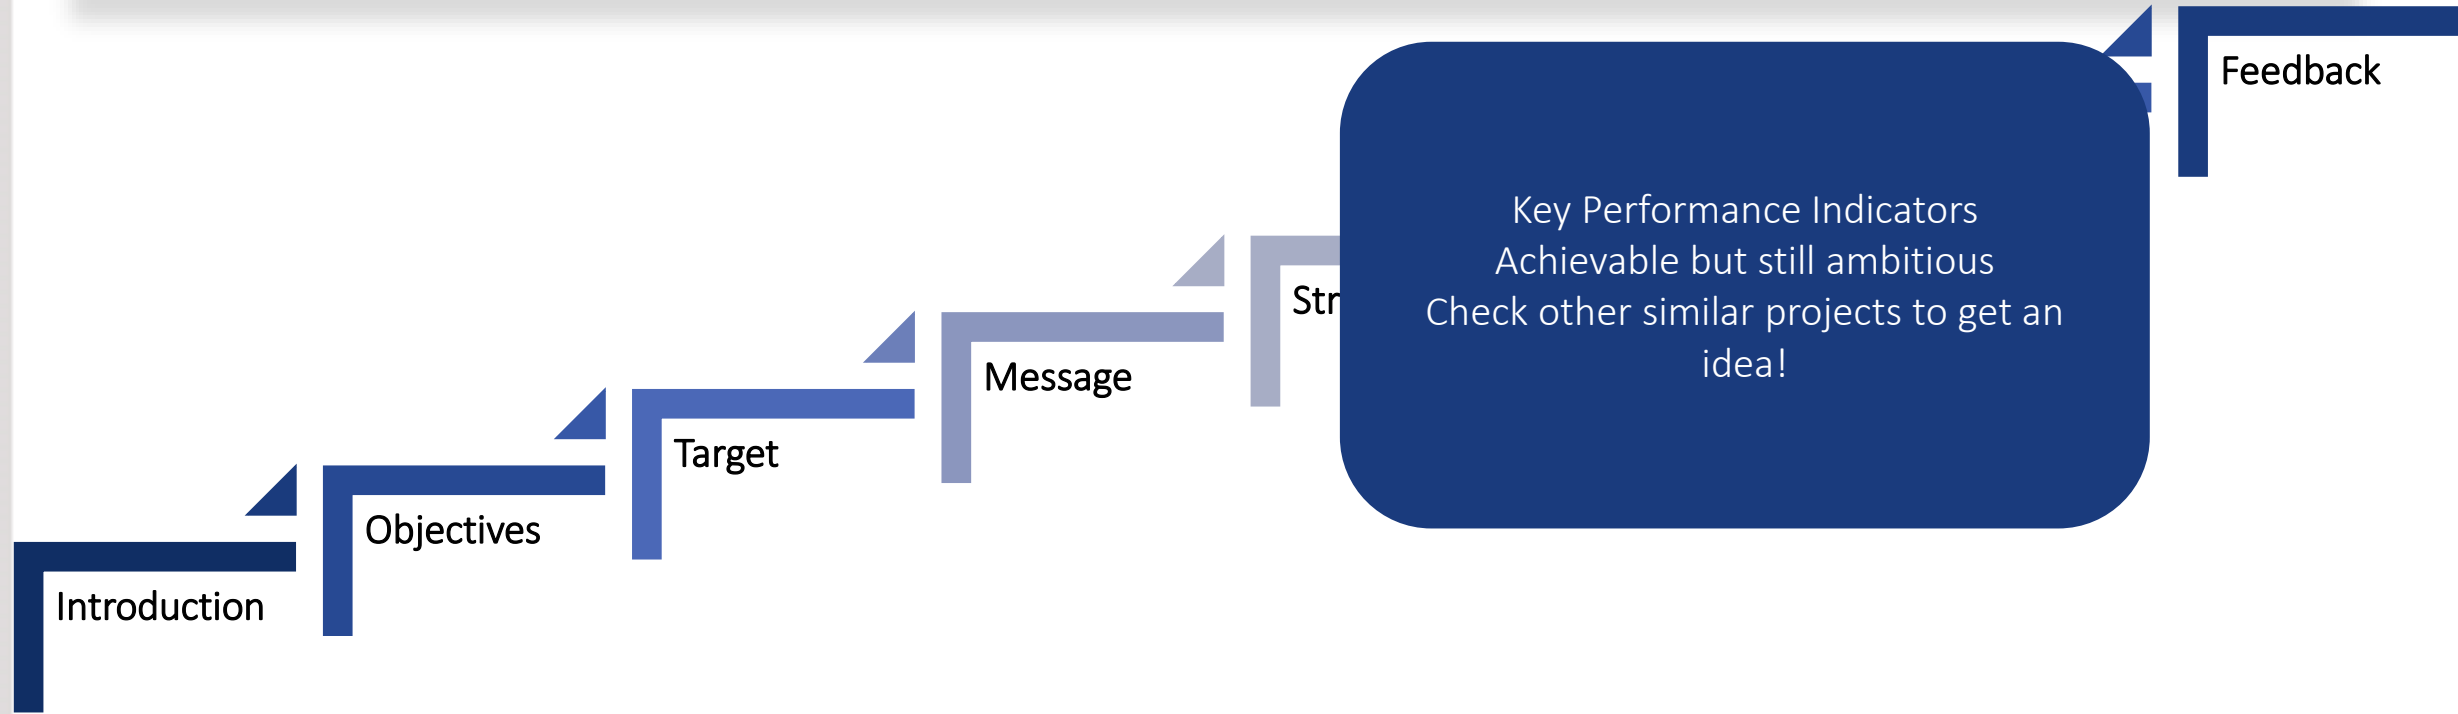 Introduction
Objectives
Target
Message
Str
Key Performance Indicators
Achievable but still ambitious
Check other similar projects to get an
idea!
Feedback